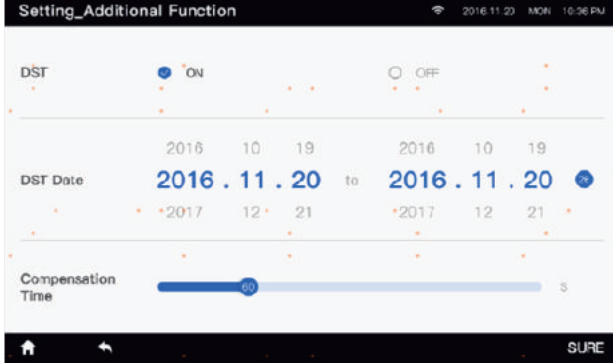 Setting_Additional Function 2016.11.20 MON 10:36 PM
DST ON OFF
2016 10 19 2016 10 19
DST Date 2016 . 11 . 20 to 2016 . 11 . 20
2017 12 21 2017 12 21
Compensation
Time
60 S
SURE